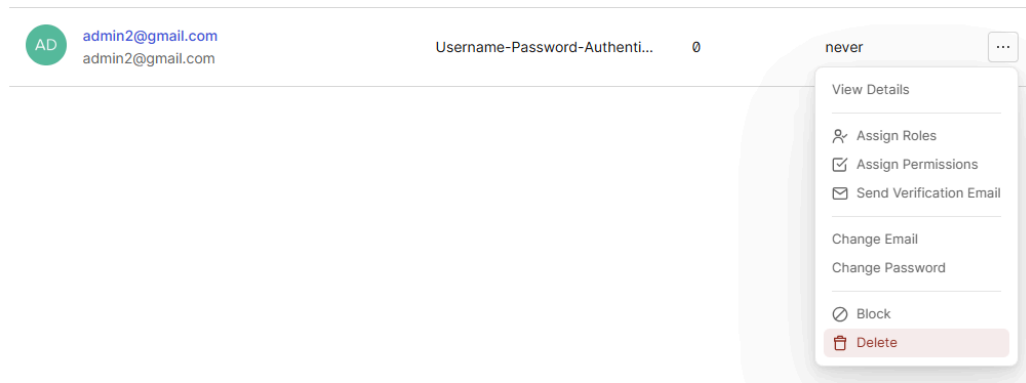 AD
admin2@gmail.com
admin2@gmail.com
Username-Password-Authenti...
0
never
...
View Details
Assign Roles
Assign Permissions
Send Verification Email
Change Email
Change Password
Block
Delete